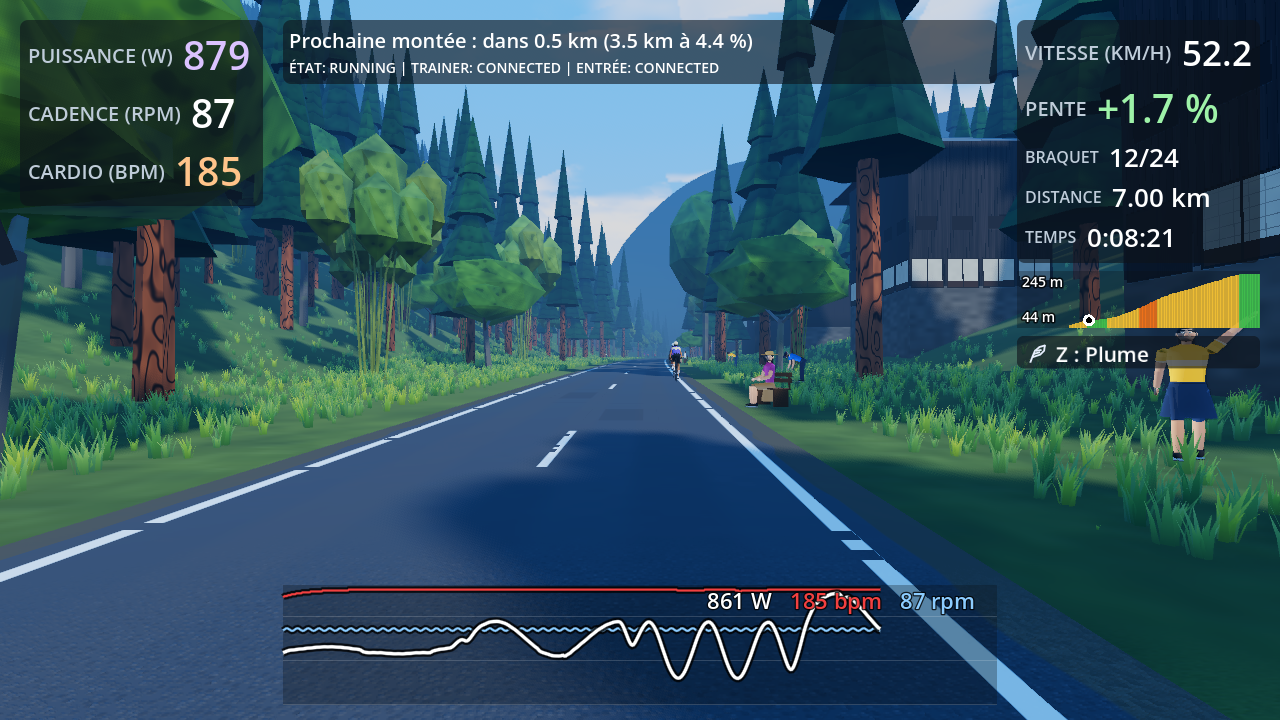 PUISSANCE (W) 879
CADENCE (RPM) 87
CARDIO (BPM) 185
Prochaine montée : dans 0.5 km (3.5 km à 4.4 %)
ÉTAT: RUNNING | TRAINER: CONNECTED | ENTRÉE: CONNECTED
VITESSE (KM/H) 52.2
PENTE +1.7 %
BRAQUET 12/24
DISTANCE 7.00 km
TEMPS 0:08:21
245 m
44 m
Z : Plume
861 W 185 bpm 87 rpm